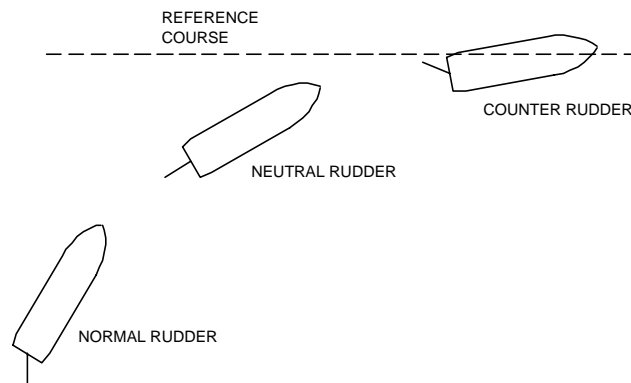 REFERENCE
COURSE
COUNTER RUDDER
NEUTRAL RUDDER
NORMAL RUDDER